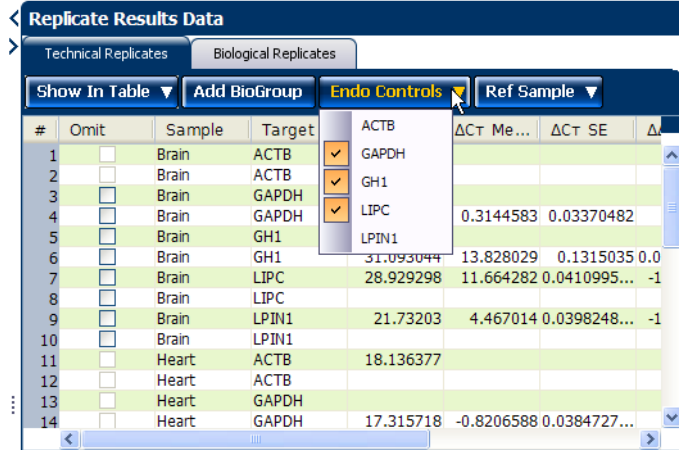 Replicate Results Data
Technical Replicates Biological Replicates
Show In Table ▼ Add BioGroup Endo Controls ▼ Ref Sample ▼
# Omit Sample Target ΔCт Me... ΔCт SE
ACTB
GAPDH
GH1
LIPC
LPIN1
1 Brain ACTB
2 Brain ACTB
3 Brain GAPDH
4 Brain GAPDH 0.3144583 0.03370482
5 Brain GH1
6 Brain GH1 31.093044 13.828029 0.1315035 0.0
7 Brain LIPC 28.929298 11.664282 0.0410995... -1
8 Brain LIPC
9 Brain LPIN1 21.73203 4.467014 0.0398248... -1
10 Brain LPIN1
11 Heart ACTB 18.136377
12 Heart ACTB
13 Heart GAPDH
14 Heart GAPDH 17.315718 -0.8206588 0.0384727...